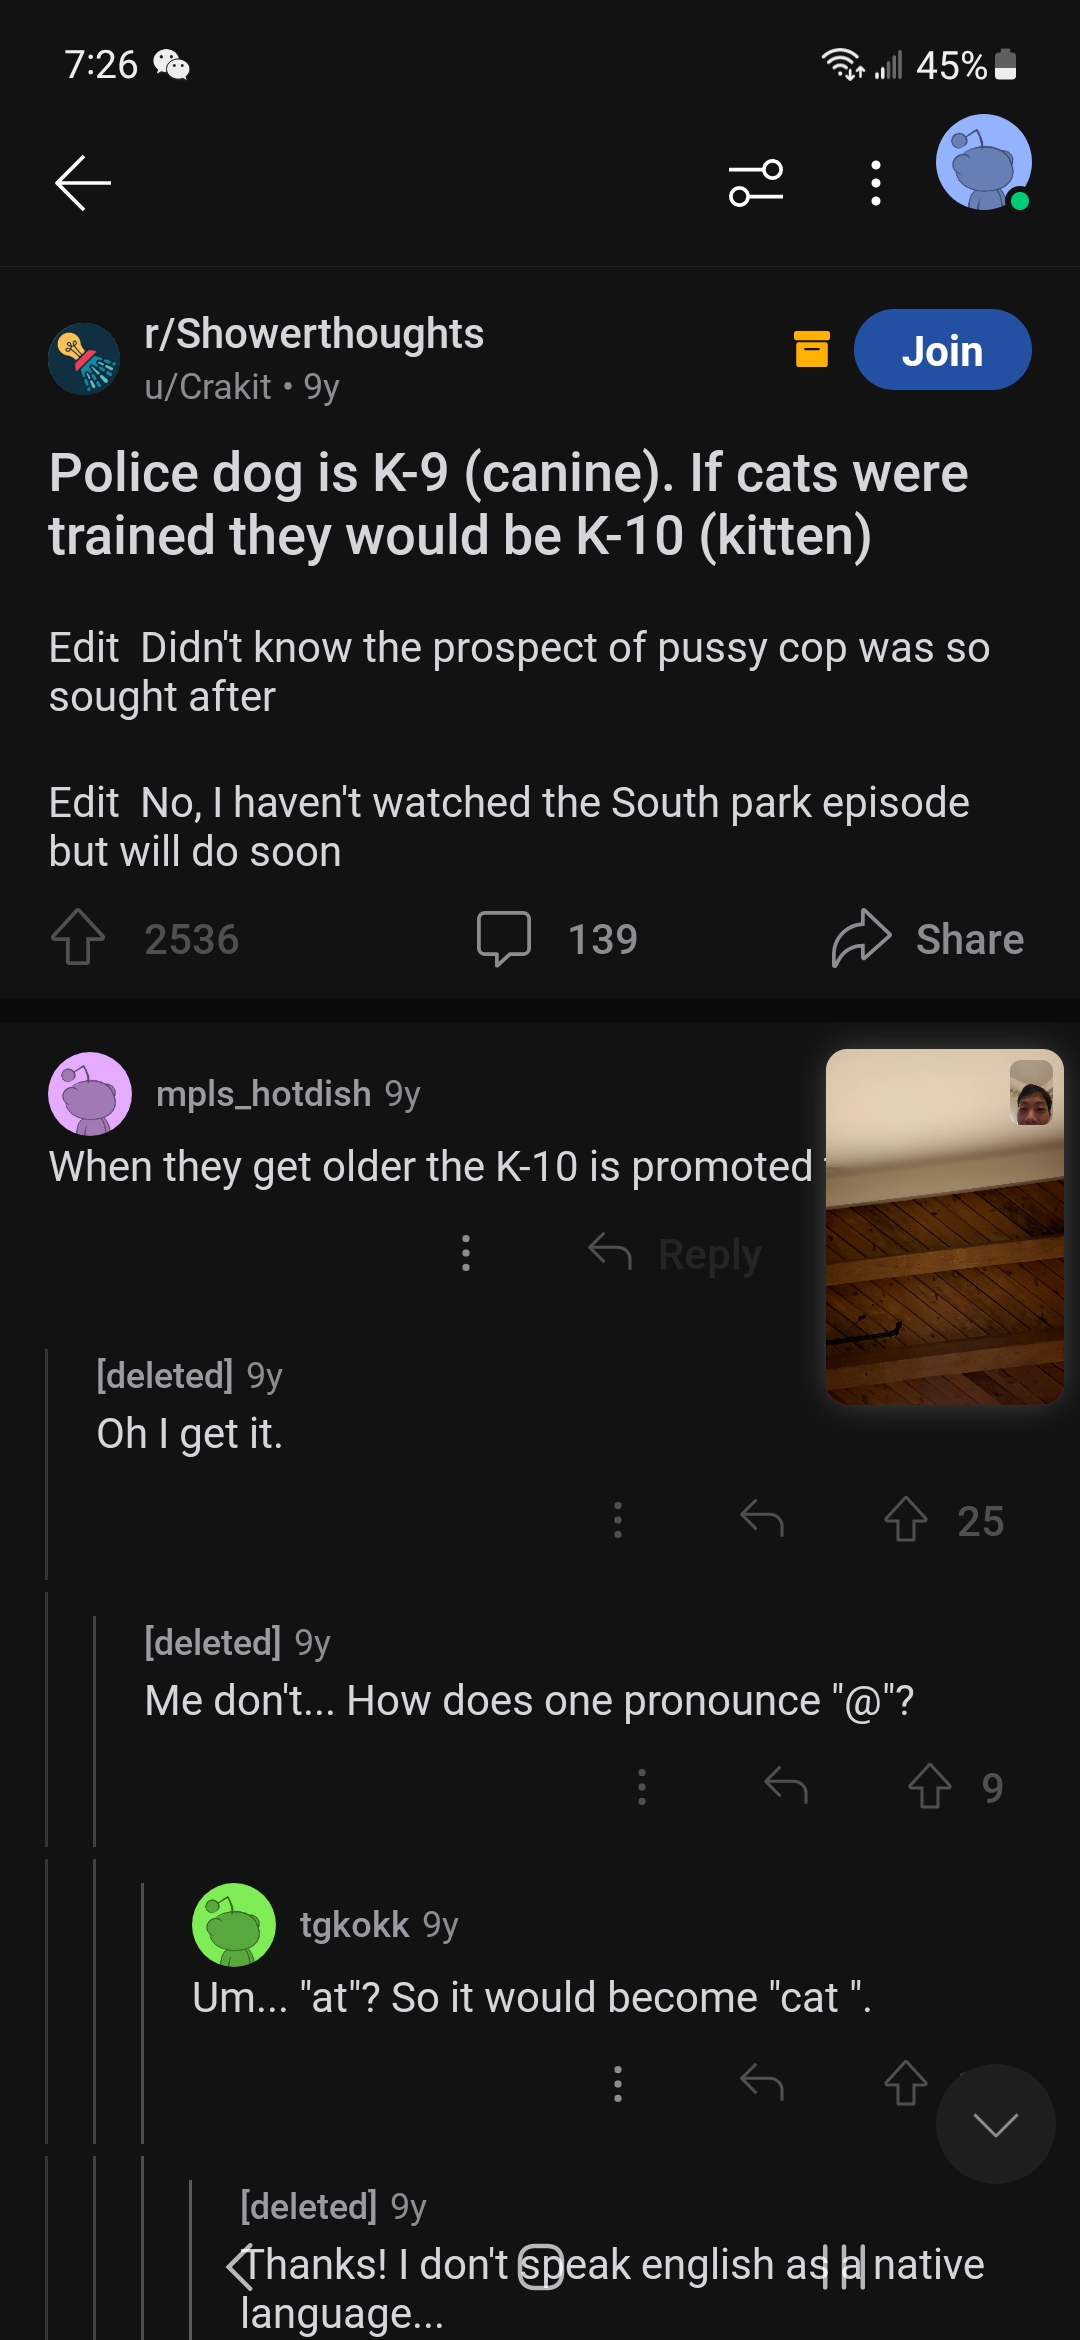 7:26
45%
r/Showerthoughts
u/Crakit • 9y
Join
Police dog is K-9 (canine). If cats were
trained they would be K-10 (kitten)
Edit  Didn't know the prospect of pussy cop was so
sought after
Edit  No, I haven't watched the South park episode
but will do soon
2536
139
Share
mpls_hotdish 9y
When they get older the K-10 is promoted
Reply
[deleted] 9y
Oh I get it.
25
[deleted] 9y
Me don't... How does one pronounce "@"?
9
tgkokk 9y
Um... "at"? So it would become "cat ".
[deleted] 9y
Thanks! I don't speak english as a native
language...